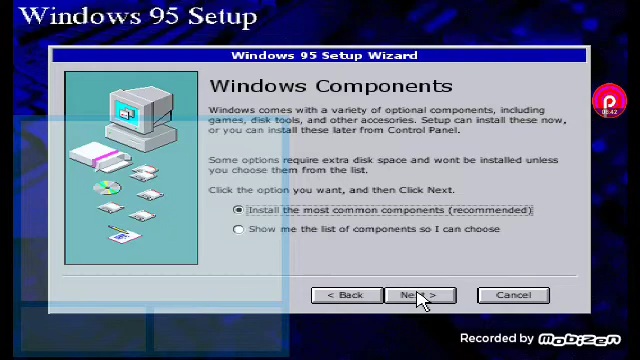 Windows 95 Setup
Windows 95 Setup Wizard
Windows Components
Windows comes with a variety of optional components, including
games, disk tools, and other accesories. Setup can install these now,
or you can install these later from Control Panel.
Some options require extra disk space and wont be installed unless
you choose them from the list.
Click the option you want, and then Click Next.
Install the most common components (recommended)
Show me the list of components so I can choose
< Back
Next >
Cancel
06:42
Recorded by mobizen